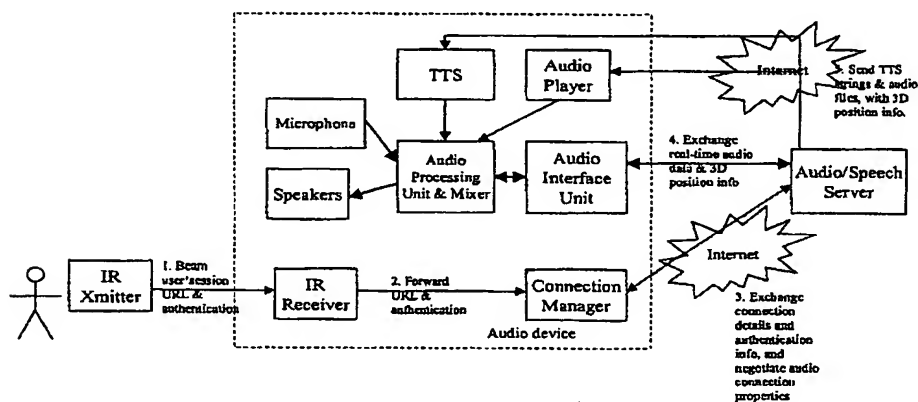 TTS
Audio
Player
Internet
5. Send TTS
strings & audio
files, with 3D
position info.
Microphone
Audio
Processing
Unit & Mixer
Speakers
Audio
Interface
Unit
4. Exchange
real-time audio
data & 3D
position info
Audio/Speech
Server
IR
Xmitter
1. Beam
user/session
URL &
authentication
IR
Receiver
2. Forward
URL &
authentication
Connection
Manager
Audio device
Internet
3. Exchange
connection
details and
authentication
info, and
negotiate audio
connection
properties